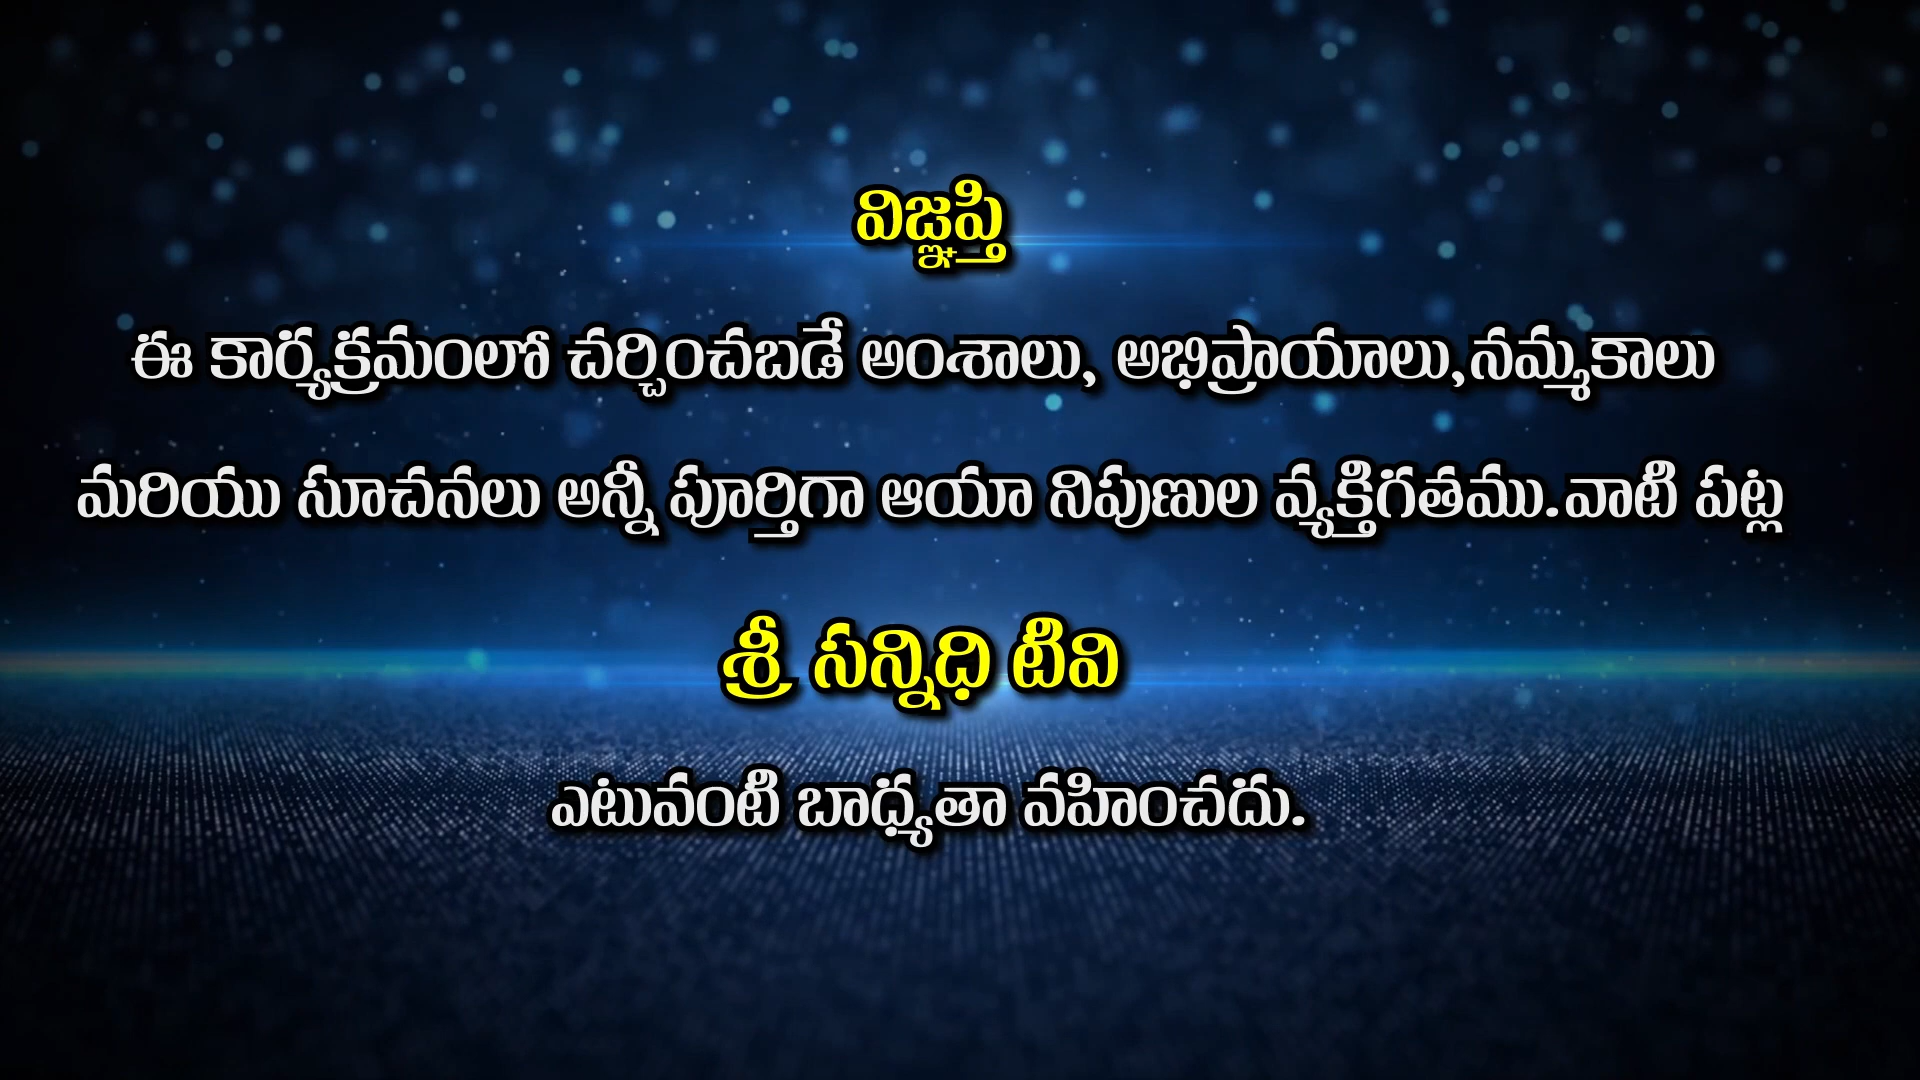 విజ్ఞప్తి
ఈ కార్యక్రమంలో చర్చించబడే అంశాలు, అభిప్రాయాలు,నమ్మకాలు
మరియు సూచనలు అన్నీ పూర్తిగా ఆయా నిపుణుల వ్యక్తిగతము.వాటి పట్ల
శ్రీ సన్నిధి టీవి
ఎటువంటి బాధ్యతా వహించదు.